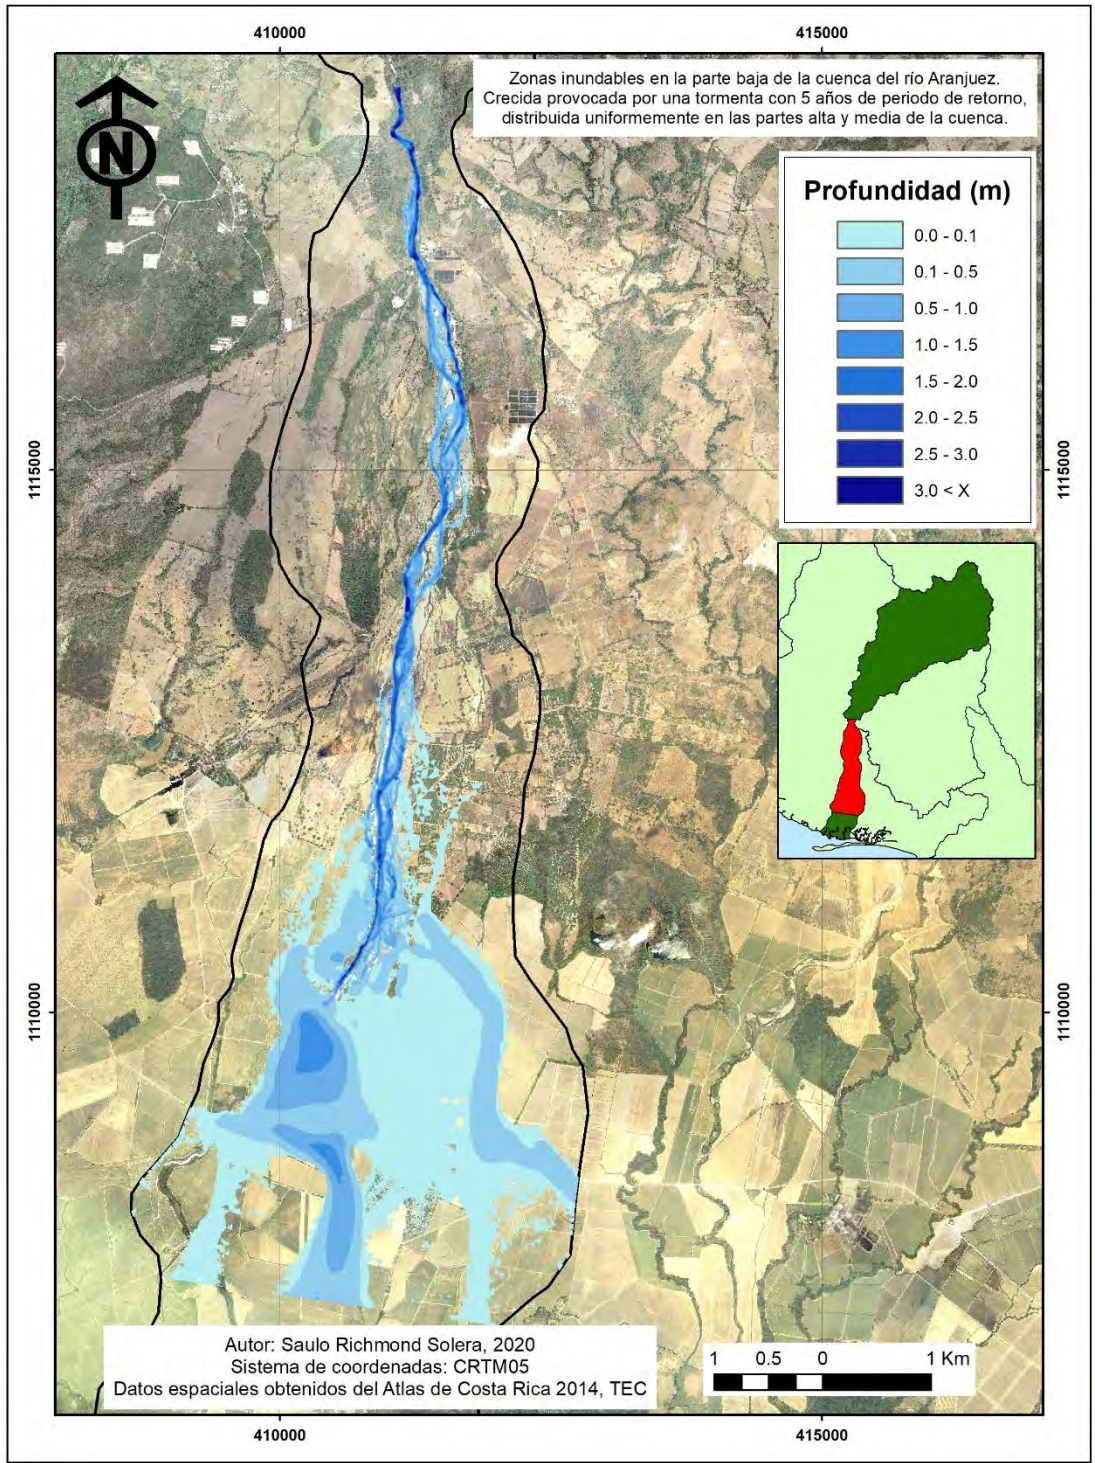 410000
415000
Zonas inundables en la parte baja de la cuenca del río Aranjuez.
Crecida provocada por una tormenta con 5 años de periodo de retorno,
distribuida uniformemente en las partes alta y media de la cuenca.
N
Profundidad (m)
0.0 - 0.1
0.1 - 0.5
0.5 - 1.0
1.0 - 1.5
1.5 - 2.0
2.0 - 2.5
2.5 - 3.0
3.0 < X
1115000
1115000
1110000
1110000
Autor: Saulo Richmond Solera, 2020
Sistema de coordenadas: CRTM05
Datos espaciales obtenidos del Atlas de Costa Rica 2014, TEC
1 0.5 0 1 Km
410000
415000